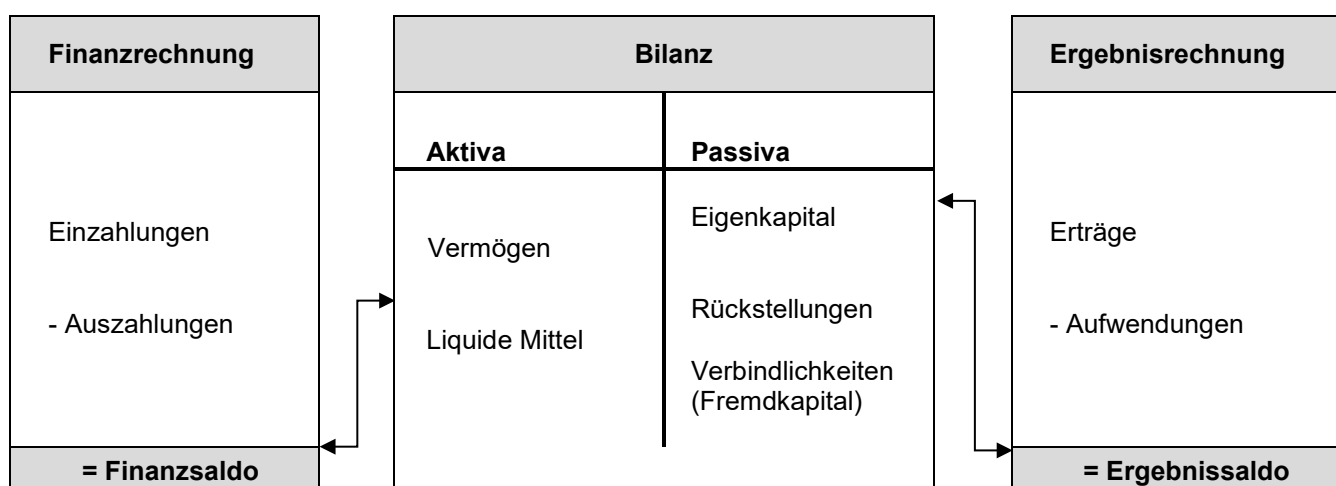 Finanzrechnung
Einzahlungen
- Auszahlungen
= Finanzsaldo
Bilanz
Aktiva
Vermögen
Liquide Mittel
Passiva
Eigenkapital
Rückstellungen
Verbindlichkeiten
(Fremdkapital)
Ergebnisrechnung
Erträge
- Aufwendungen
= Ergebnissaldo